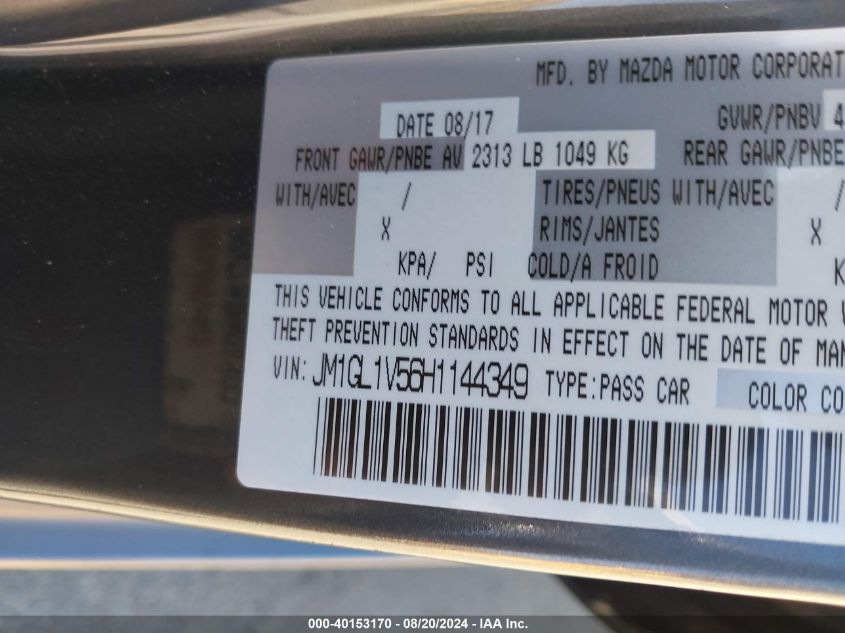 MFD. BY MAZDA MOTOR CORPORAT
DATE 08/17 GVWR/PNBV 4
FRONT GAWR/PNBE AV 2313 LB 1049 KG REAR GAWR/PNBE
WITH/AVEC / TIRES/PNEUS WITH/AVEC /
X RIMS/JANTES X
KPA/ PSI COLD/A FROID K
THIS VEHICLE CONFORMS TO ALL APPLICABLE FEDERAL MOTOR V
THEFT PREVENTION STANDARDS IN EFFECT ON THE DATE OF MAN
VIN: JM1GL1V56H1144349 TYPE:PASS CAR COLOR CO
000-40153170 | 08/20/2024 - IAA Inc.